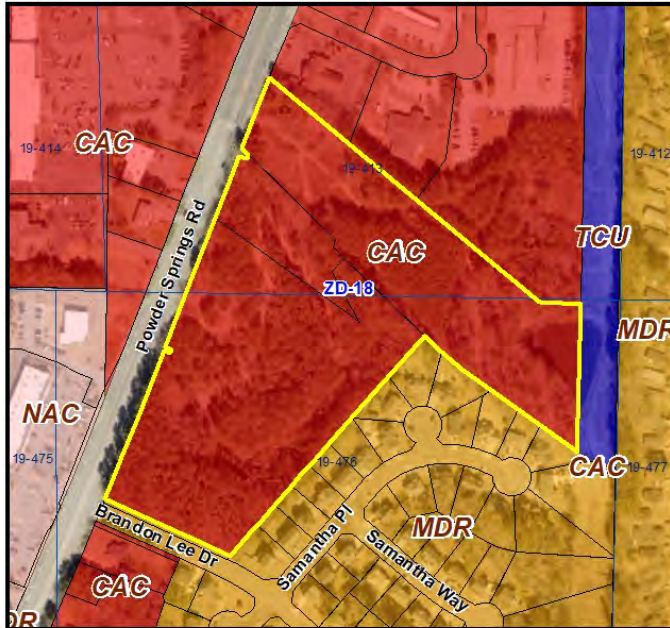 CAC
19-414
19-413
19-412
CAC
TCU
Powder Springs Rd
ZD-18
MDR
NAC
19-475
19-476
CAC
19-477
MDR
Brandon Lee Dr
Samantha Pl
Samantha Way
CAC
DR